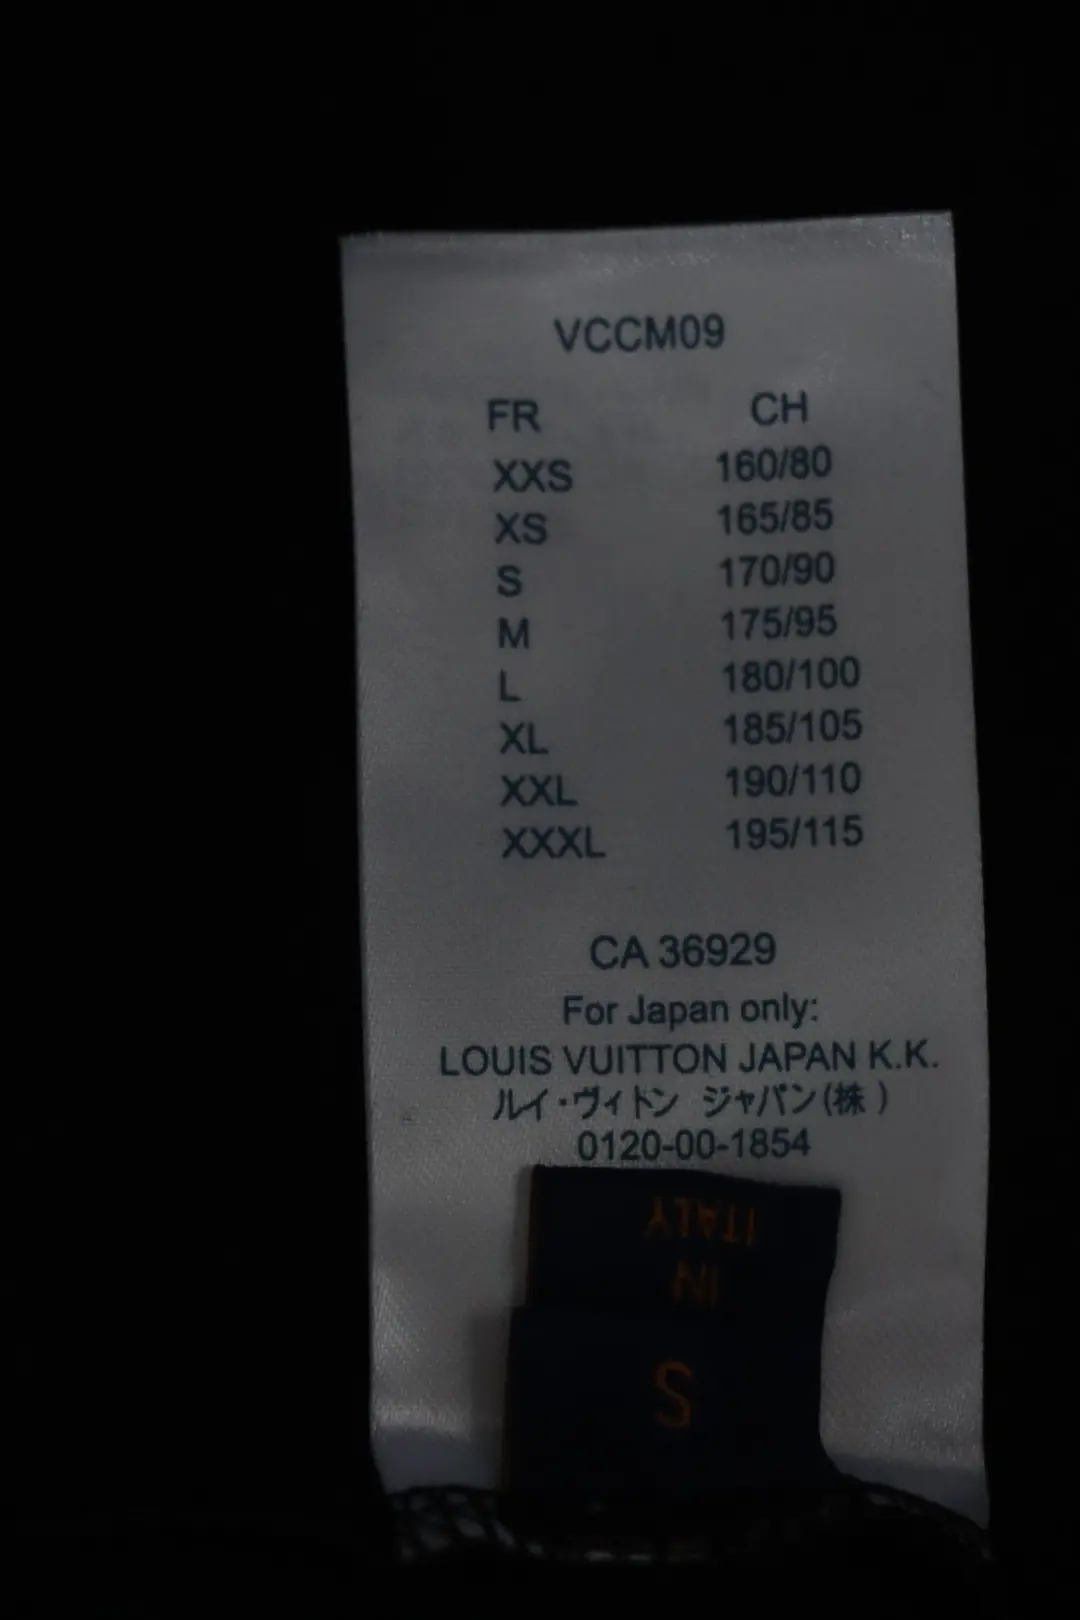 VCCM09
FR CH
XXS 160/80
XS 165/85
S 170/90
M 175/95
L 180/100
XL 185/105
XXL 190/110
XXXL 195/115
CA 36929
For Japan only:
LOUIS VUITTON JAPAN K.K.
ルイ・ヴィトン ジャパン(株)
0120-00-1854
ITALY
IN
S